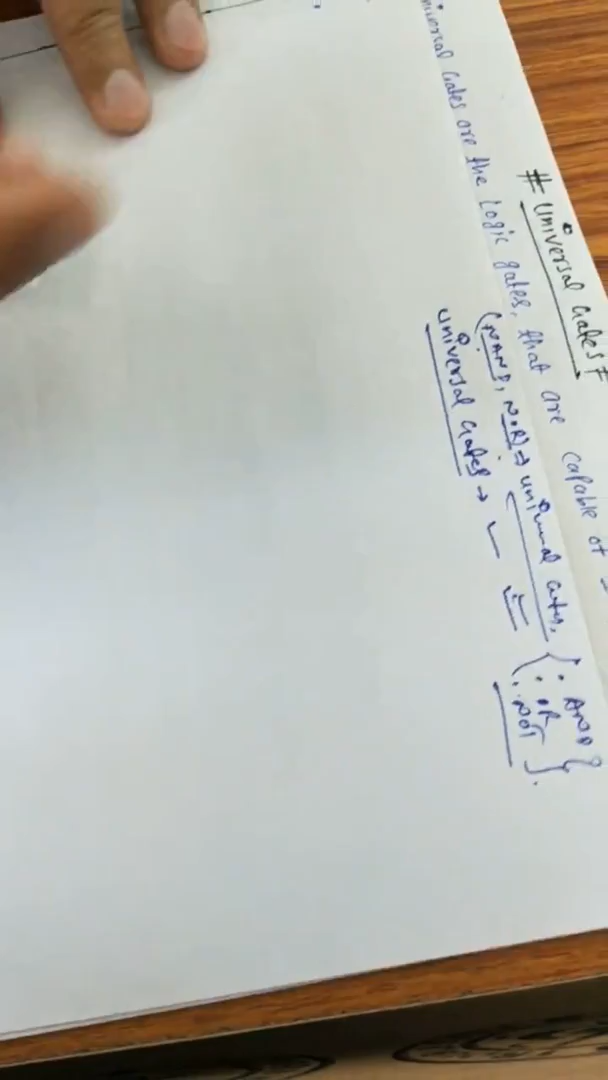 # Universal Gates #
Universal Gates are the Logic gates, that are capable of
(NAND, NOR) → universal Gates. { • AND }
• OR
• NOT }.
Universal Gates →